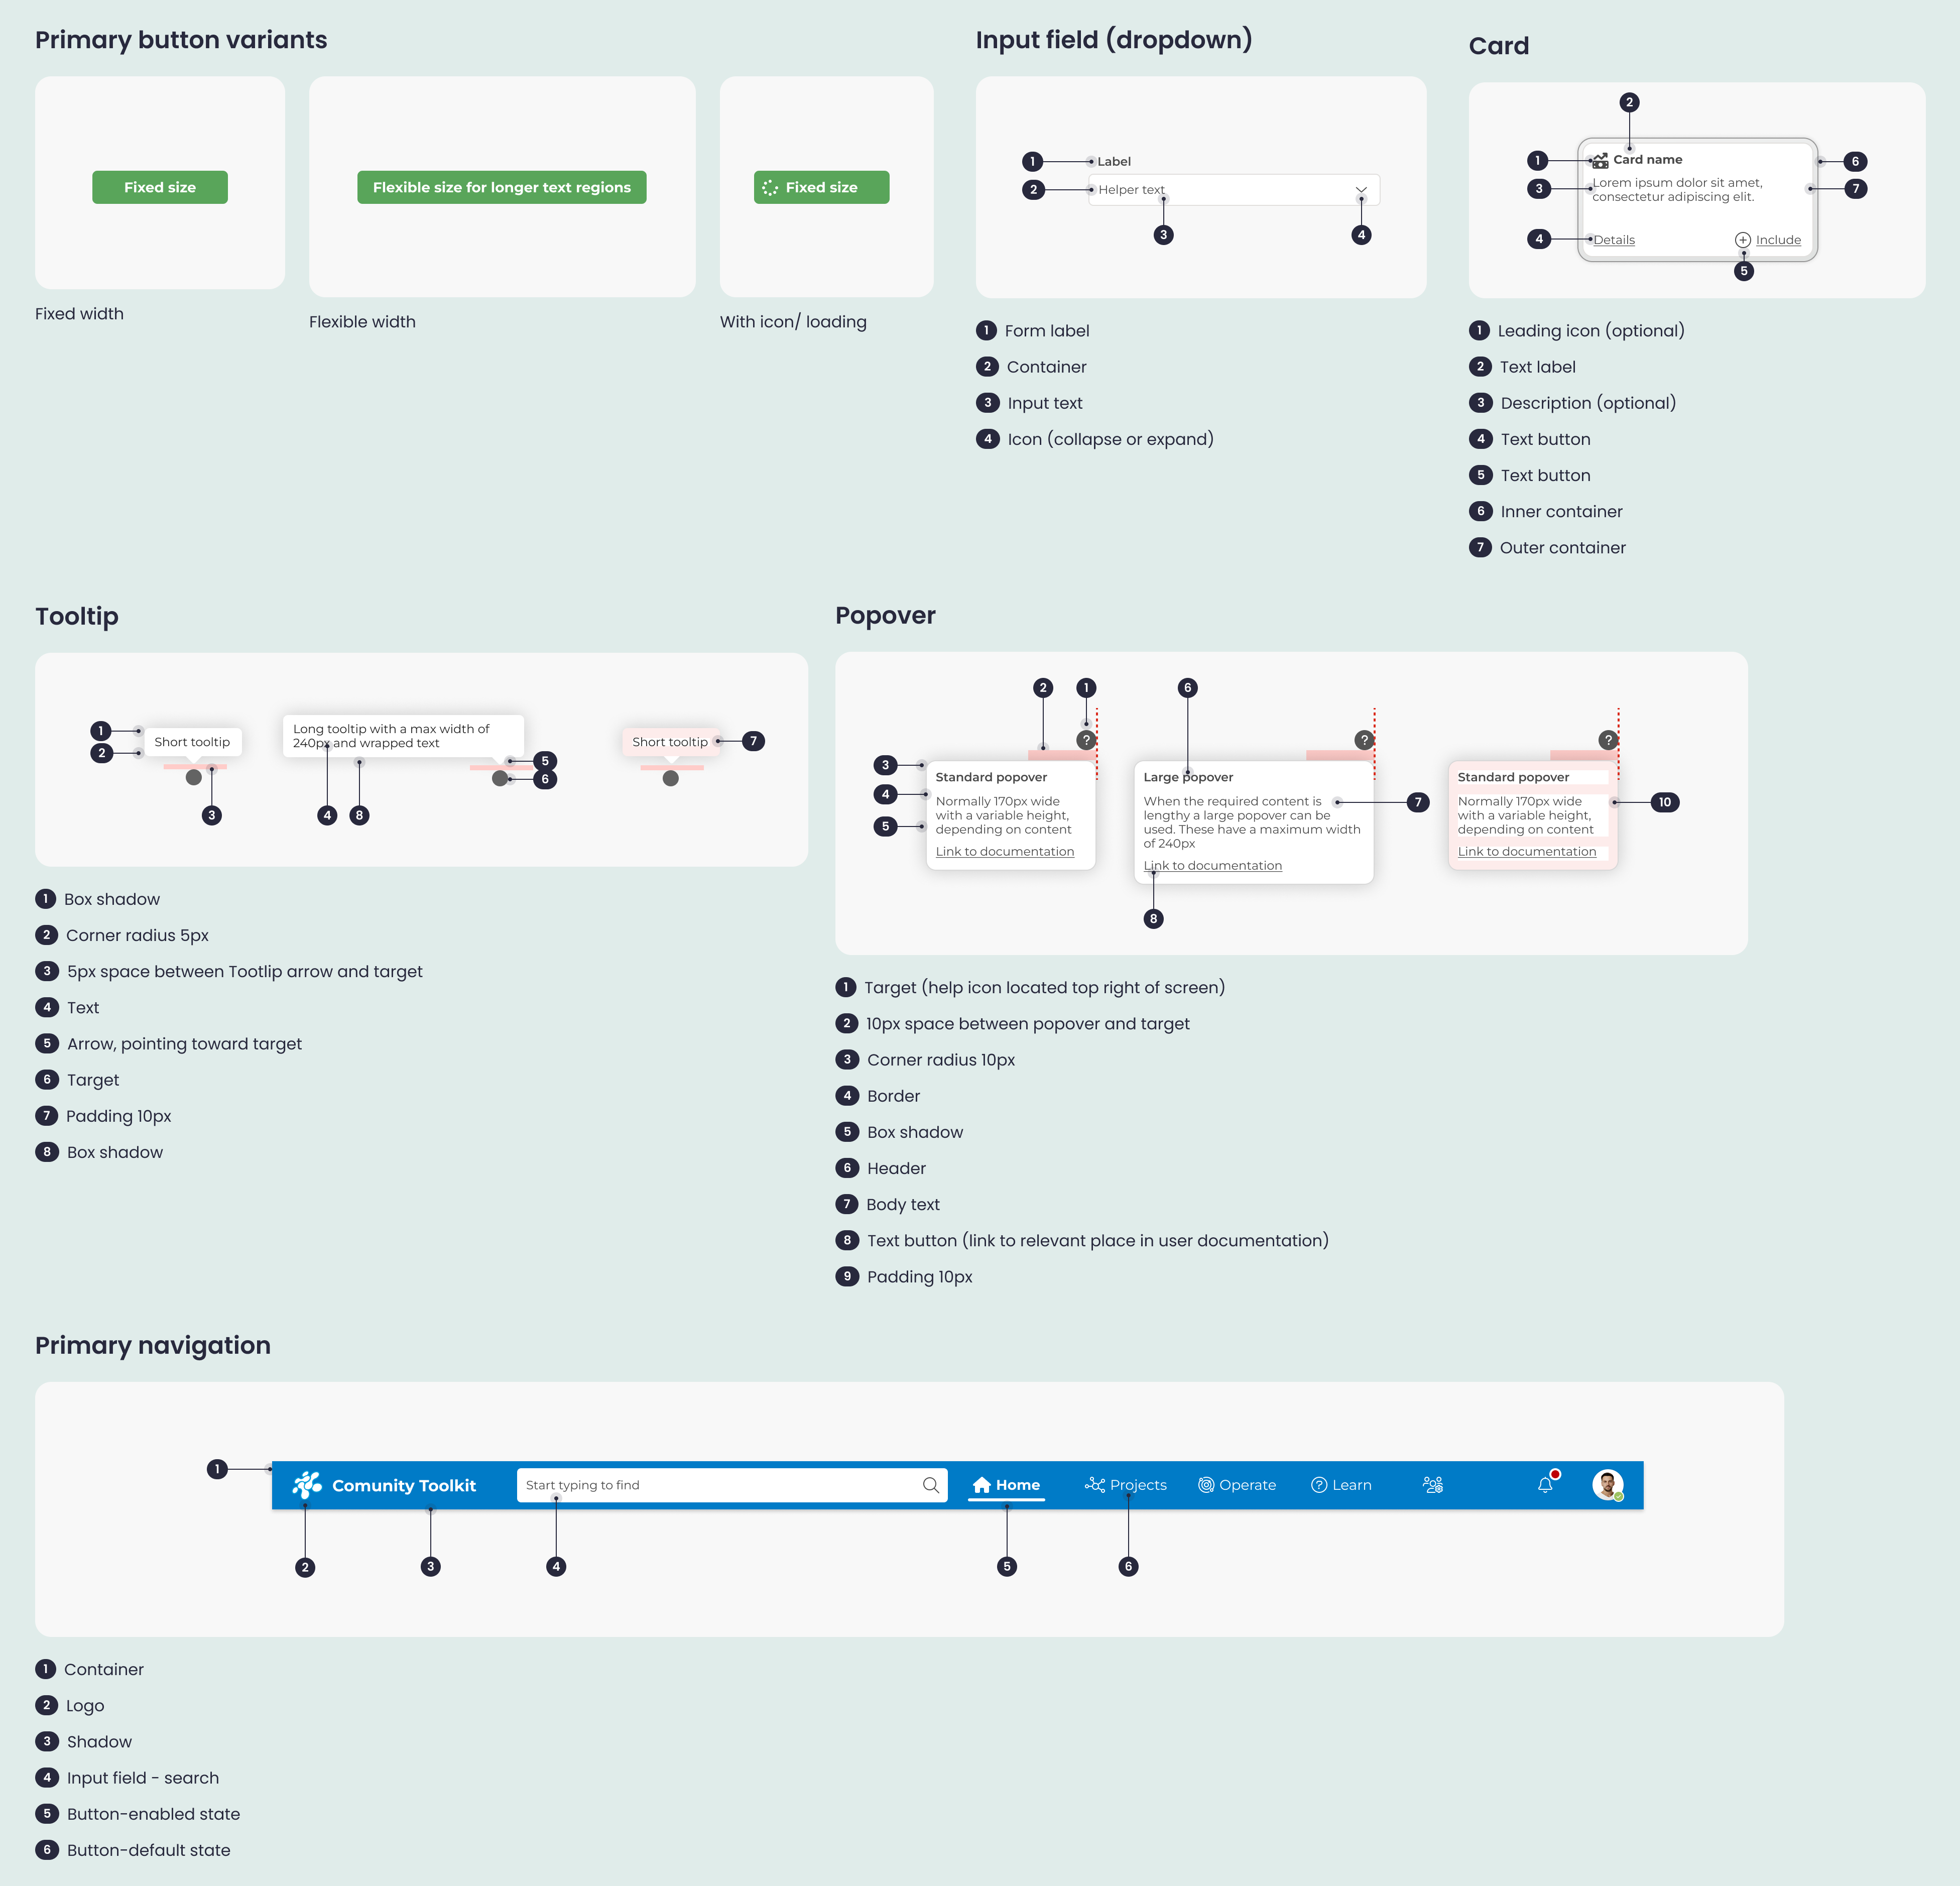 Primary button variants
Fixed size
Fixed width
Flexible size for longer text regions
Flexible width
Fixed size
With icon/ loading
Input field (dropdown)
1
Label
2
Helper text
3
4
1 Form label
2 Container
3 Input text
4 Icon (collapse or expand)
Card
2
1
Card name
6
3
Lorem ipsum dolor sit amet,
consectetur adipiscing elit.
7
4
Details
Include
5
1 Leading icon (optional)
2 Text label
3 Description (optional)
4 Text button
5 Text button
6 Inner container
7 Outer container
Tooltip
1
2
Short tooltip
3
Long tooltip with a max width of
240px and wrapped text
5
6
4
8
Short tooltip
7
1 Box shadow
2 Corner radius 5px
3 5px space between Tootlip arrow and target
4 Text
5 Arrow, pointing toward target
6 Target
7 Padding 10px
8 Box shadow
Popover
2
1
?
3
4
5
Standard popover
Normally 170px wide
with a variable height,
depending on content
Link to documentation
6
?
Large popover
When the required content is
lengthy a large popover can be
used. These have a maximum width
of 240px
Link to documentation
7
8
?
Standard popover
Normally 170px wide
with a variable height,
depending on content
Link to documentation
10
1 Target (help icon located top right of screen)
2 10px space between popover and target
3 Corner radius 10px
4 Border
5 Box shadow
6 Header
7 Body text
8 Text button (link to relevant place in user documentation)
9 Padding 10px
Primary navigation
1
Comunity Toolkit
Start typing to find
Home
Projects
Operate
? Learn
2
3
4
5
6
1 Container
2 Logo
3 Shadow
4 Input field - search
5 Button-enabled state
6 Button-default state